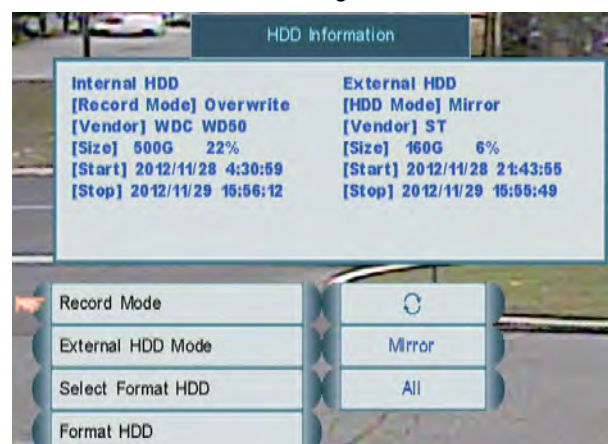 HDD Information
Internal HDD
[Record Mode] Overwrite
[Vendor] WDC WD50
[Size] 500G 22%
[Start] 2012/11/28 4:30:59
[Stop] 2012/11/29 15:56:12
External HDD
[HDD Mode] Mirror
[Vendor] ST
[Size] 160G 6%
[Start] 2012/11/28 21:43:55
[Stop] 2012/11/29 15:55:49
Record Mode
External HDD Mode Mirror
Select Format HDD All
Format HDD